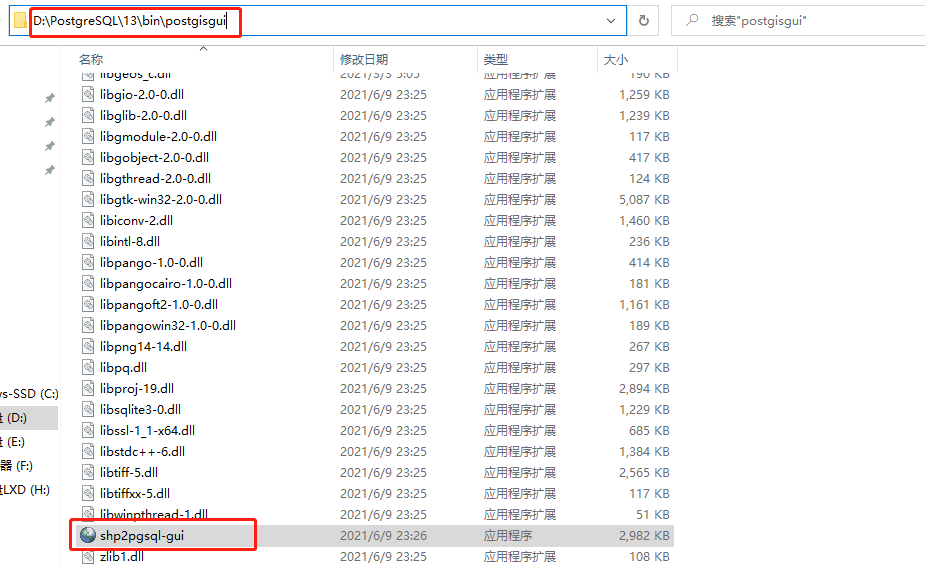 D:\PostgreSQL\13\bin\postgisgui
搜索"postgisgui"
名称 修改日期 类型 大小
libgeos_c.dll 2021/5/5 5:05 应用程序扩展 190 KB
libgio-2.0-0.dll 2021/6/9 23:25 应用程序扩展 1,259 KB
libglib-2.0-0.dll 2021/6/9 23:25 应用程序扩展 1,239 KB
libgmodule-2.0-0.dll 2021/6/9 23:25 应用程序扩展 117 KB
libgobject-2.0-0.dll 2021/6/9 23:25 应用程序扩展 417 KB
libgthread-2.0-0.dll 2021/6/9 23:25 应用程序扩展 124 KB
libgtk-win32-2.0-0.dll 2021/6/9 23:25 应用程序扩展 5,087 KB
libiconv-2.dll 2021/6/9 23:25 应用程序扩展 1,460 KB
libintl-8.dll 2021/6/9 23:25 应用程序扩展 236 KB
libpango-1.0-0.dll 2021/6/9 23:25 应用程序扩展 414 KB
libpangocairo-1.0-0.dll 2021/6/9 23:25 应用程序扩展 181 KB
libpangoft2-1.0-0.dll 2021/6/9 23:25 应用程序扩展 1,161 KB
libpangowin32-1.0-0.dll 2021/6/9 23:25 应用程序扩展 189 KB
libpng14-14.dll 2021/6/9 23:25 应用程序扩展 267 KB
libpq.dll 2021/6/9 23:25 应用程序扩展 297 KB
libproj-19.dll 2021/6/9 23:25 应用程序扩展 2,894 KB
s-SSD (C:)
libsqlite3-0.dll 2021/6/9 23:25 应用程序扩展 1,229 KB
(D:)
libssl-1_1-x64.dll 2021/6/9 23:25 应用程序扩展 685 KB
(E:)
libstdc++-6.dll 2021/6/9 23:25 应用程序扩展 1,384 KB
器 (F:)
libtiff-5.dll 2021/6/9 23:25 应用程序扩展 2,565 KB
LXD (H:)
libtiffxx-5.dll 2021/6/9 23:25 应用程序扩展 117 KB
libwinpthread-1.dll 2021/6/9 23:25 应用程序扩展 51 KB
shp2pgsql-gui 2021/6/9 23:26 应用程序 2,982 KB
zlib1.dll 2021/6/9 23:25 应用程序扩展 108 KB